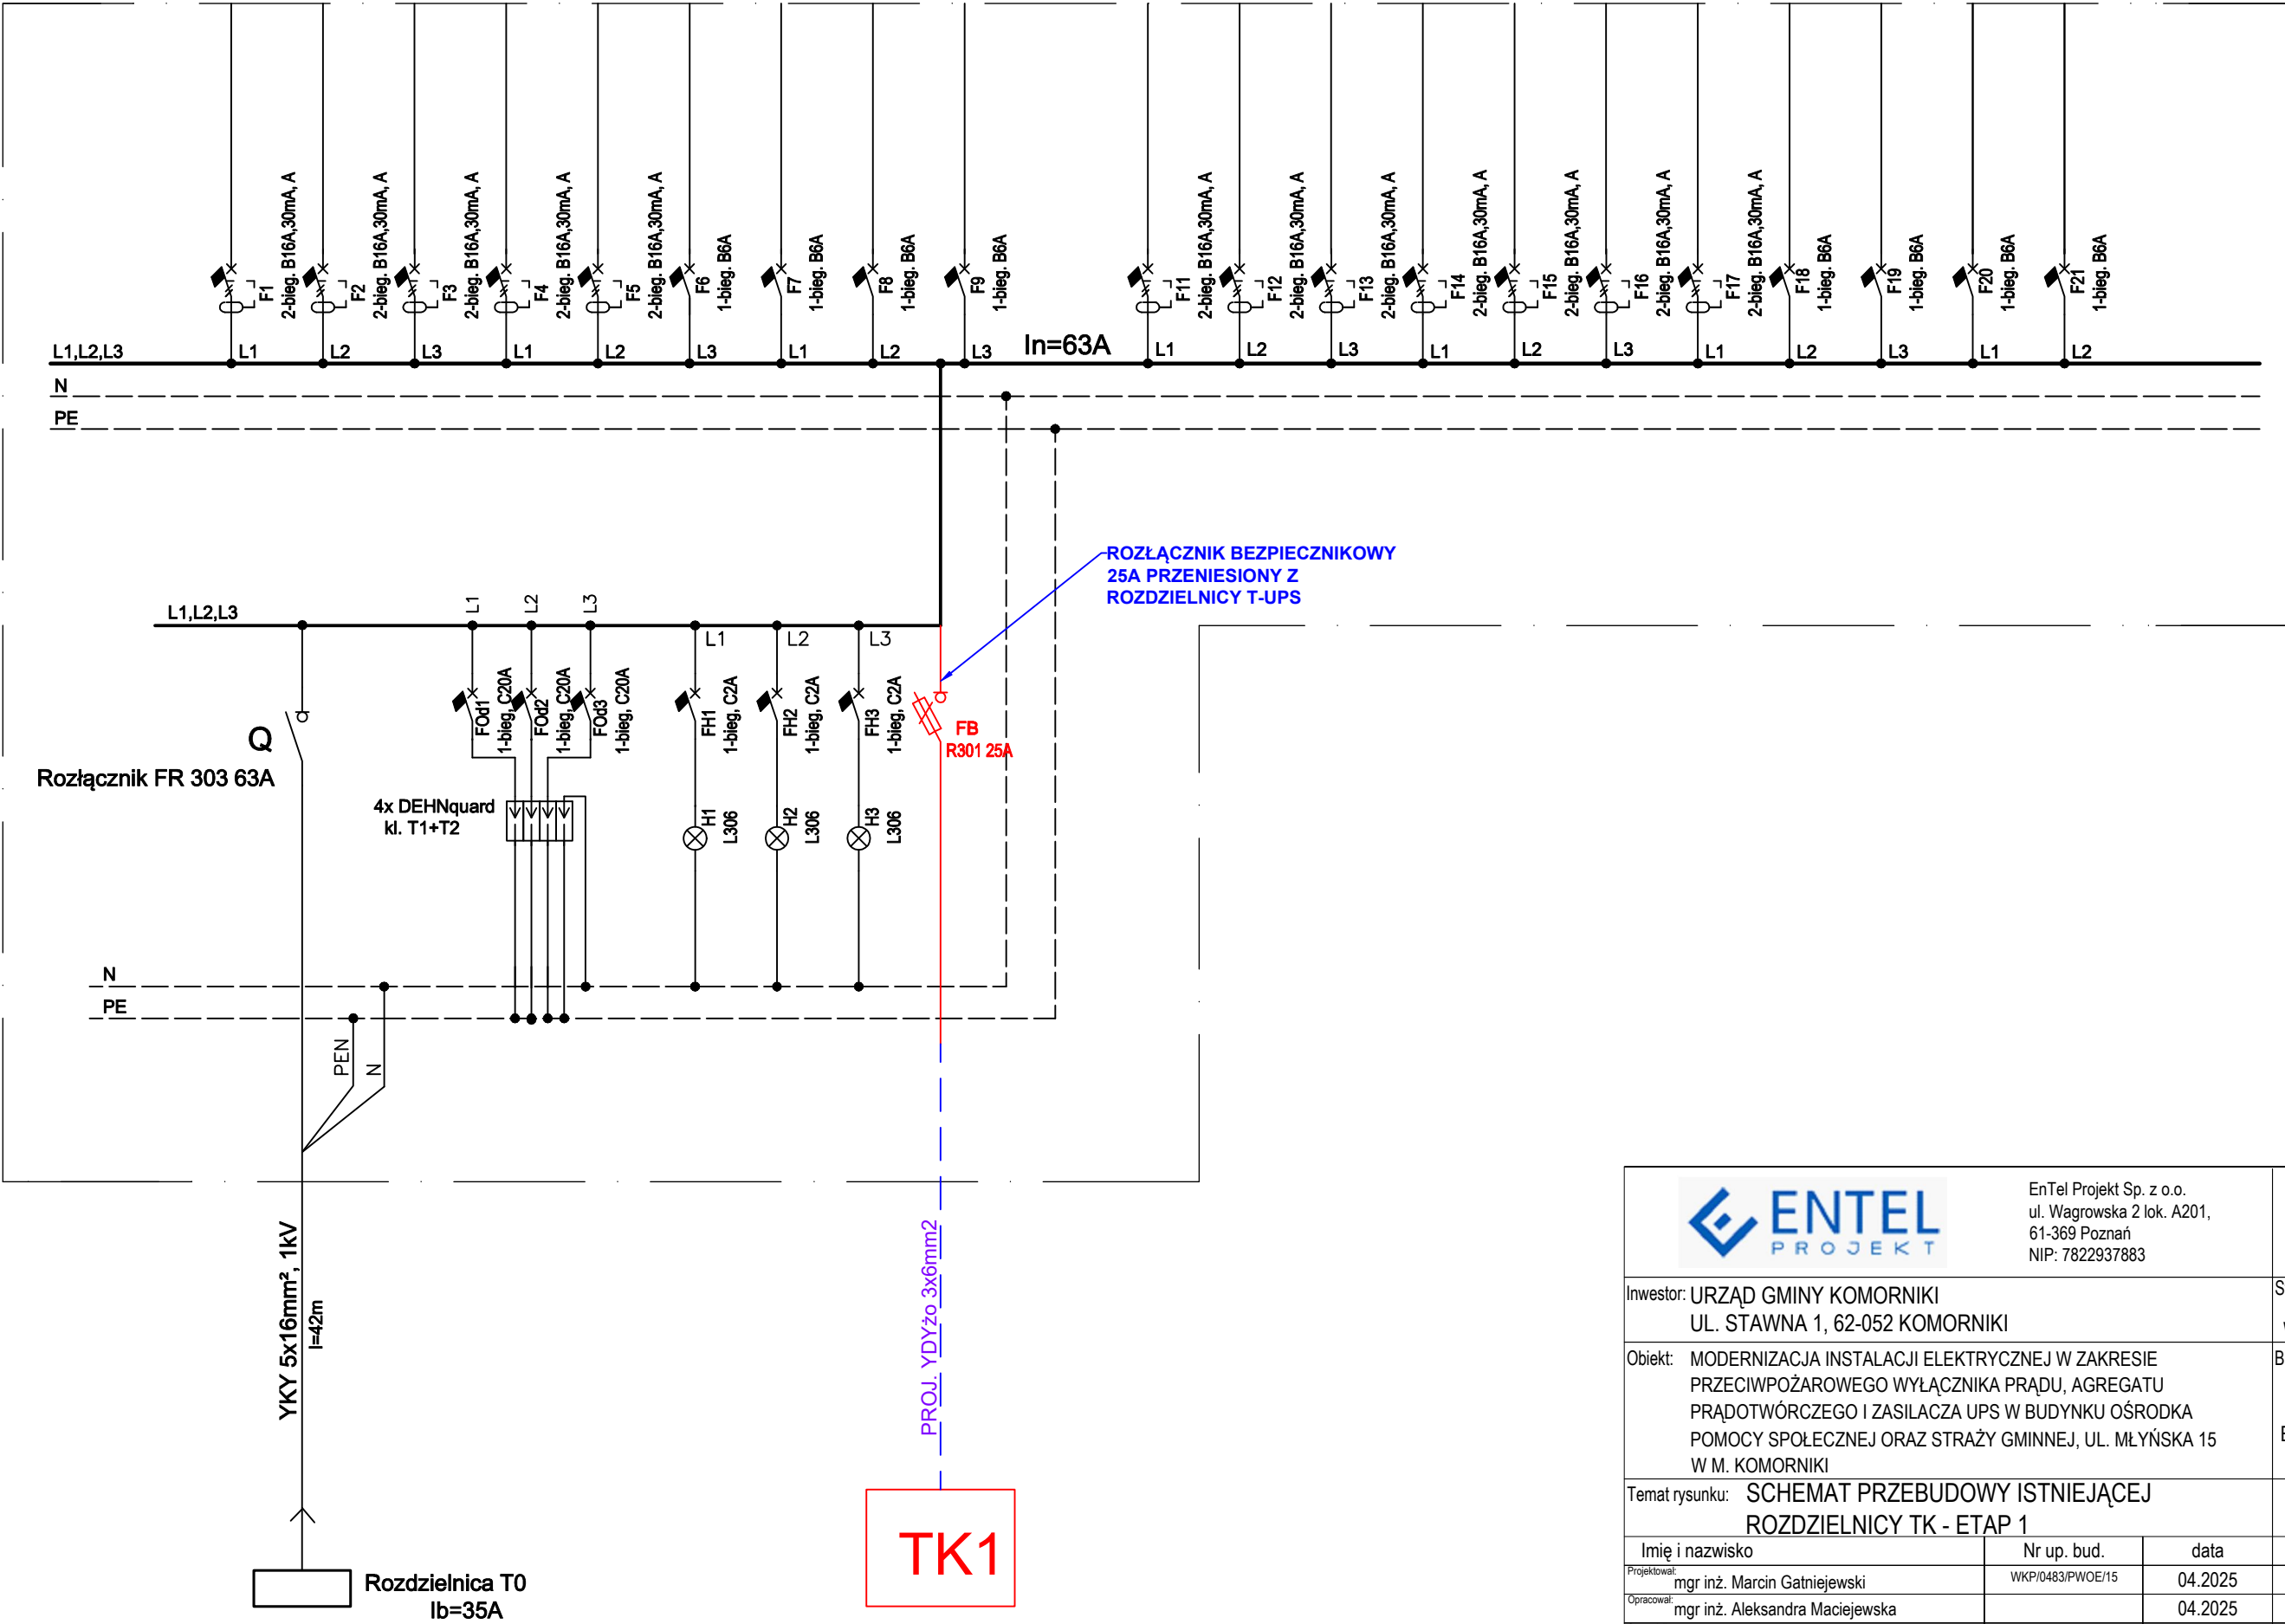 F1
2-bieg. B16A,30mA, A
F2
2-bieg. B16A,30mA, A
F3
2-bieg. B16A,30mA, A
F4
2-bieg. B16A,30mA, A
F5
2-bieg. B16A,30mA, A
F6
1-bieg. B6A
F7
1-bieg. B6A
F8
1-bieg. B6A
F9
1-bieg. B6A
F11
2-bieg. B16A,30mA, A
F12
2-bieg. B16A,30mA, A
F13
2-bieg. B16A,30mA, A
F14
2-bieg. B16A,30mA, A
F15
2-bieg. B16A,30mA, A
F16
2-bieg. B16A,30mA, A
F17
2-bieg. B16A,30mA, A
F18
1-bieg. B6A
F19
1-bieg. B6A
F20
1-bieg. B6A
F21
1-bieg. B6A
L1,L2,L3
L1
L2
L3
L1
L2
L3
L1
L2
L3
In=63A
L1
L2
L3
L1
L2
L3
L1
L2
L3
L1
L2
N
PE
ROZŁĄCZNIK BEZPIECZNIKOWY
25A PRZENIESIONY Z
ROZDZIELNICY T-UPS
L1,L2,L3
L1
L2
L3
L1
L2
L3
Q
Rozłącznik FR 303 63A
FOd1
1-bieg, C20A
FOd2
1-bieg, C20A
FOd3
1-bieg, C20A
FH1
1-bieg, C2A
FH2
1-bieg, C2A
FH3
1-bieg, C2A
FB
R301 25A
4x DEHNquard
kl. T1+T2
H1
L306
H2
L306
H3
L306
N
PE
PEN
N
YKY 5x16mm², 1kV
l=42m
PROJ. YDYżo 3x6mm2
Rozdzielnica T0
Ib=35A
TK1
ENTEL
PROJEKT
EnTel Projekt Sp. z o.o.
ul. Wagrowska 2 lok. A201,
61-369 Poznań
NIP: 7822937883
Inwestor: URZĄD GMINY KOMORNIKI
UL. STAWNA 1, 62-052 KOMORNIKI
Obiekt: MODERNIZACJA INSTALACJI ELEKTRYCZNEJ W ZAKRESIE
PRZECIWPOŻAROWEGO WYŁĄCZNIKA PRĄDU, AGREGATU
PRĄDOTWÓRCZEGO I ZASILACZA UPS W BUDYNKU OŚRODKA
POMOCY SPOŁECZNEJ ORAZ STRAŻY GMINNEJ, UL. MŁYŃSKA 15
W M. KOMORNIKI
Temat rysunku: SCHEMAT PRZEBUDOWY ISTNIEJĄCEJ
ROZDZIELNICY TK - ETAP 1
Imię i nazwisko Nr up. bud. data
Projektował: mgr inż. Marcin Gatniejewski WKP/0483/PWOE/15 04.2025
Opracował: mgr inż. Aleksandra Maciejewska 04.2025